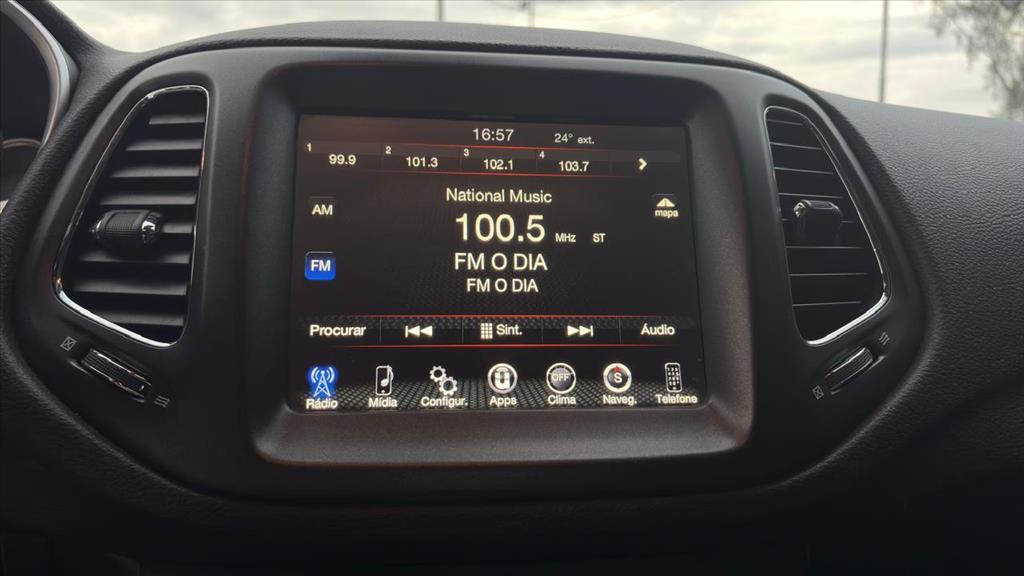 16:57 24° ext.
1 99.9 2 101.3 3 102.1 4 103.7
National Music
AM
mapa
100.5 MHz ST
FM
FM O DIA
FM O DIA
Procurar Sint. Áudio
OFF S
Rádio Mídia Configur. Apps Clima Naveg. Telefone